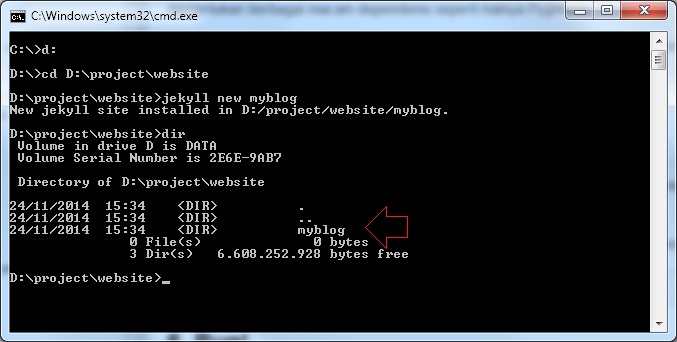 C:\Windows\system32\cmd.exe
C:\>d:
D:\>cd D:\project\website
D:\project\website>jekyll new myblog
New jekyll site installed in D:/project/website/myblog.
D:\project\website>dir
 Volume in drive D is DATA
 Volume Serial Number is 2E6E-9AB7
 Directory of D:\project\website
24/11/2014  15:34    <DIR>          .
24/11/2014  15:34    <DIR>          ..
24/11/2014  15:34    <DIR>          myblog
               0 File(s)              0 bytes
               3 Dir(s)   6.608.252.928 bytes free
D:\project\website>_